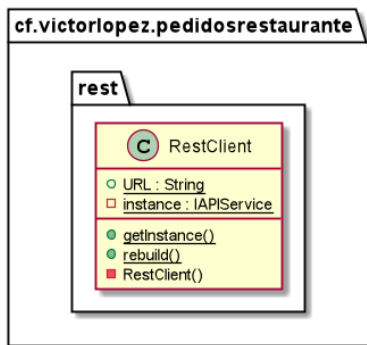 cf.victorlopez.pedidosrestaurante
rest
C RestClient
URL : String
instance : IAPIService
getInstance()
rebuild()
RestClient()